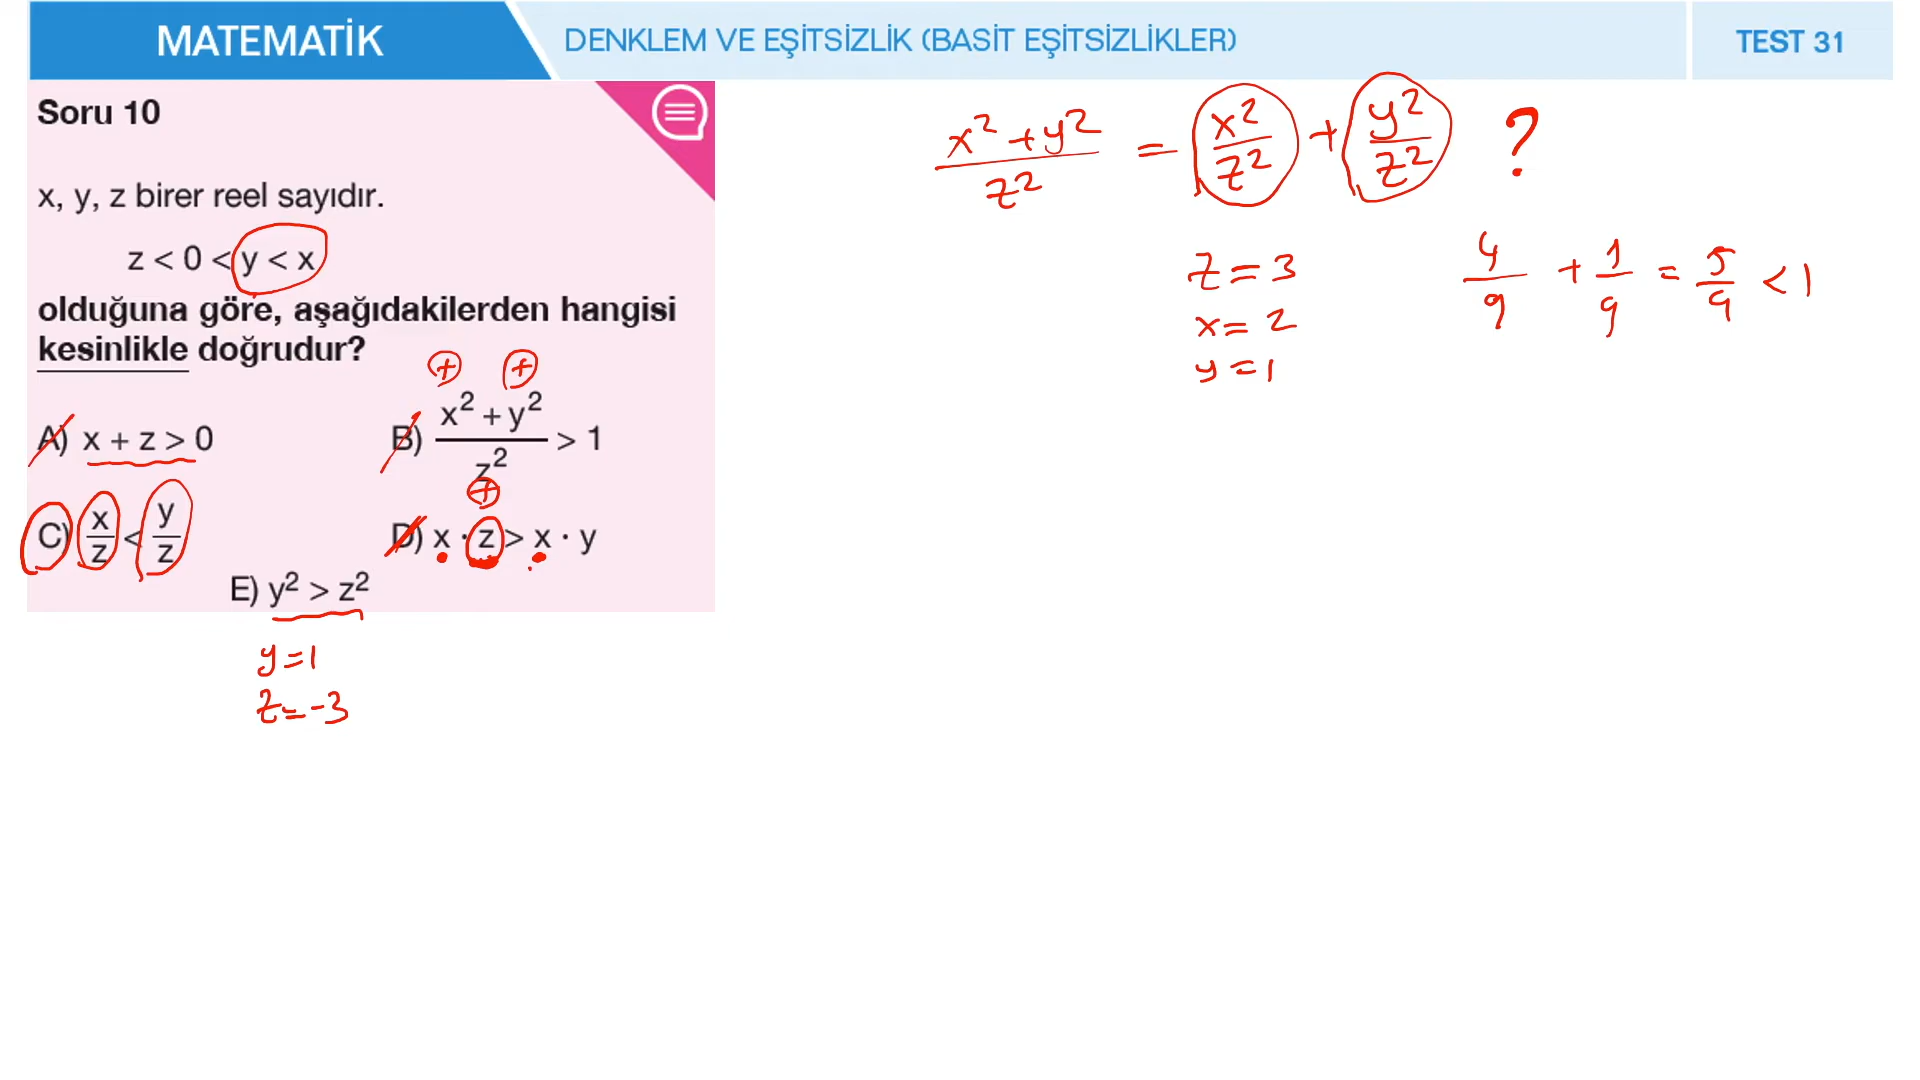 MATEMATİK
DENKLEM VE EŞİTSİZLİK (BASİT EŞİTSİZLİKLER)
TEST 31
Soru 10
x, y, z birer reel sayıdır.
z < 0 < y < x
olduğuna göre, aşağıdakilerden hangisi
kesinlikle doğrudur?
+ +
A) x + z > 0
B) (x² + y²)/z² > 1
+
C) x/z < y/z
D) x · z > x · y
E) y² > z²
y = 1
z = -3
(x² + y²)/z² = x²/z² + y²/z² ?
z = 3
x = 2
y = 1
4/9 + 1/9 = 5/9 < 1